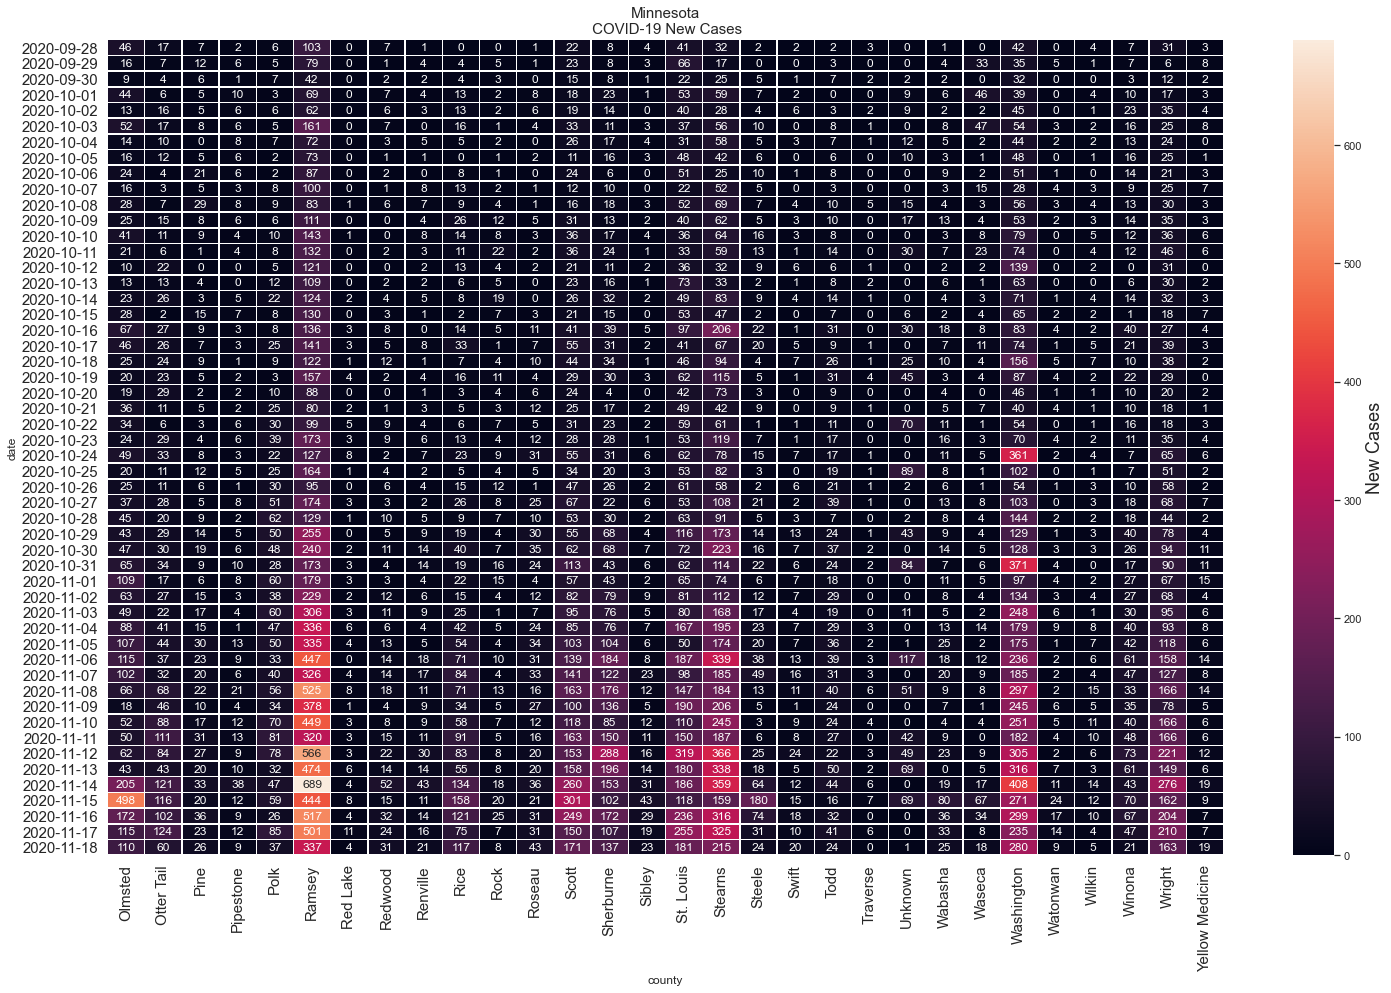 Minnesota
COVID-19 New Cases
2020-09-28 46 17 7 2 6 103 0 7 1 0 0 1 22 8 4 41 32 2 2 2 3 0 1 0 42 0 4 7 31 3
2020-09-29 16 7 12 6 5 79 0 1 4 4 5 1 23 8 3 66 17 0 0 3 0 0 4 33 35 5 1 7 6 8
2020-09-30 9 4 6 1 7 42 0 2 2 4 3 0 15 8 1 22 25 5 1 7 2 2 2 0 32 0 0 3 12 2
2020-10-01 44 6 5 10 3 69 0 7 4 13 2 8 18 23 1 53 59 7 2 0 0 9 6 46 39 0 4 10 17 3
2020-10-02 13 16 5 6 6 62 0 6 3 13 2 6 19 14 0 40 28 4 6 3 2 9 2 2 45 0 1 23 35 4
2020-10-03 52 17 8 6 5 161 0 7 0 16 1 4 33 11 3 37 56 10 0 8 1 0 8 47 54 3 2 16 25 8
2020-10-04 14 10 0 8 7 72 0 3 5 5 2 0 26 17 4 31 58 5 3 7 1 12 5 2 44 2 2 13 24 0
2020-10-05 16 12 5 6 2 73 0 1 1 0 1 2 11 16 3 48 42 6 0 6 0 10 3 1 48 0 1 16 25 1
2020-10-06 24 4 21 6 2 87 0 2 0 8 1 0 24 6 0 51 25 10 1 8 0 0 9 2 51 1 0 14 21 3
2020-10-07 16 3 5 3 8 100 0 1 8 13 2 1 12 10 0 22 52 5 0 3 0 0 3 15 28 4 3 9 25 7
2020-10-08 28 7 29 8 9 83 1 6 7 9 4 1 16 18 3 52 69 7 4 10 5 15 4 3 56 3 4 13 30 3
2020-10-09 25 15 8 6 6 111 0 0 4 26 12 5 31 13 2 40 62 5 3 10 0 17 13 4 53 2 3 14 35 3
2020-10-10 41 11 9 4 10 143 1 0 8 14 8 3 36 17 4 36 64 16 3 8 0 0 3 8 79 0 5 12 36 6
2020-10-11 21 6 1 4 8 132 0 2 3 11 22 2 36 24 1 33 59 13 1 14 0 30 7 23 74 0 4 12 46 6
2020-10-12 10 22 0 0 5 121 0 0 2 13 4 2 21 11 2 36 32 9 6 6 1 0 2 2 139 0 2 0 31 0
2020-10-13 13 13 4 0 12 109 0 2 2 6 5 0 23 16 1 73 33 2 1 8 2 0 6 1 63 0 0 6 30 2
2020-10-14 23 26 3 5 22 124 2 4 5 8 19 0 26 32 2 49 83 9 4 14 1 0 4 3 71 1 4 14 32 3
2020-10-15 28 2 15 7 8 130 0 3 1 2 7 3 21 15 0 53 47 2 0 7 0 6 2 4 65 2 2 1 18 7
2020-10-16 67 27 9 3 8 136 3 8 0 14 5 11 41 39 5 97 206 22 1 31 0 30 18 8 83 4 2 40 27 4
2020-10-17 46 26 7 3 25 141 3 5 8 33 1 7 55 31 2 41 67 20 5 9 1 0 7 11 74 1 5 21 39 3
2020-10-18 25 24 9 1 9 122 1 12 1 7 4 10 44 34 1 46 94 4 7 26 1 25 10 4 156 5 7 10 38 2
2020-10-19 20 23 5 2 3 157 4 2 4 16 11 4 29 30 3 62 115 5 1 31 4 45 3 4 87 4 2 22 29 0
2020-10-20 19 29 2 2 10 88 0 0 1 3 4 6 24 4 0 42 73 3 0 9 0 0 4 0 46 1 1 10 20 2
2020-10-21 36 11 5 2 25 80 2 1 3 5 3 12 25 17 2 49 42 9 0 9 1 0 5 7 40 4 1 10 18 1
2020-10-22 34 6 3 6 30 99 5 9 4 6 7 5 31 23 2 59 61 1 1 11 0 70 11 1 54 0 1 16 18 3
2020-10-23 24 29 4 6 39 173 3 9 6 13 4 12 28 28 1 53 119 7 1 17 0 0 16 3 70 4 2 11 35 4
2020-10-24 49 33 8 3 22 127 8 2 7 23 9 31 55 31 6 62 78 15 7 17 1 0 11 5 361 2 4 7 65 6
2020-10-25 20 11 12 5 25 164 1 4 2 5 4 5 34 20 3 53 82 3 0 19 1 89 8 1 102 0 1 7 51 2
2020-10-26 25 11 6 1 30 95 0 6 4 15 12 1 47 26 2 61 58 2 6 21 1 2 6 1 54 1 3 10 58 2
2020-10-27 37 28 5 8 51 174 3 3 2 26 8 25 67 22 6 53 108 21 2 39 1 0 13 8 103 0 3 18 68 7
2020-10-28 45 20 9 2 62 129 1 10 5 9 7 10 53 30 2 63 91 5 3 7 0 2 8 4 144 2 2 18 44 2
2020-10-29 43 29 14 5 50 255 0 5 9 19 4 30 55 68 4 116 173 14 13 24 1 43 9 4 129 1 3 40 78 4
2020-10-30 47 30 19 6 48 240 2 11 14 40 7 35 62 68 7 72 223 16 7 37 2 0 14 5 128 3 3 26 94 11
2020-10-31 65 34 9 10 28 173 3 4 14 19 16 24 113 43 6 62 114 22 6 24 2 84 7 6 371 4 0 17 90 11
2020-11-01 109 17 6 8 60 179 3 3 4 22 15 4 57 43 2 65 74 6 7 18 0 0 11 5 97 4 2 27 67 15
2020-11-02 63 27 15 3 38 229 2 12 6 15 4 12 82 79 9 81 112 12 7 29 0 0 8 4 134 3 4 27 68 4
2020-11-03 49 22 17 4 60 306 3 11 9 25 1 7 95 76 5 80 168 17 4 19 0 11 5 2 248 6 1 30 95 6
2020-11-04 88 41 15 1 47 336 6 6 4 42 5 24 85 76 7 167 195 23 7 29 3 0 13 14 179 9 8 40 93 8
2020-11-05 107 44 30 13 50 335 4 13 5 54 4 34 103 104 6 50 174 20 7 36 2 1 25 2 175 1 7 42 118 6
2020-11-06 115 37 23 9 33 447 0 14 18 71 10 31 139 184 8 187 339 38 13 39 3 117 18 12 236 2 6 61 158 14
2020-11-07 102 32 20 6 40 326 4 14 17 84 4 33 141 122 23 98 185 49 16 31 3 0 20 9 185 2 4 47 127 8
2020-11-08 66 68 22 21 56 525 8 18 11 71 13 16 163 176 12 147 184 13 11 40 6 51 9 8 297 2 15 33 166 14
2020-11-09 18 46 10 4 34 378 1 4 9 34 5 27 100 136 5 190 206 5 1 24 0 0 7 1 245 6 5 35 78 5
2020-11-10 52 88 17 12 70 449 3 8 9 58 7 12 118 85 12 110 245 3 9 24 4 0 4 4 251 5 11 40 166 6
2020-11-11 50 111 31 13 81 320 3 15 11 91 5 16 163 150 11 150 187 6 8 27 0 42 9 0 182 4 10 48 166 6
2020-11-12 62 84 27 9 78 566 3 22 30 83 8 20 153 288 16 319 366 25 24 22 3 49 23 9 305 2 6 73 221 12
2020-11-13 43 43 20 10 32 474 6 14 14 55 8 20 158 196 14 180 338 18 5 50 2 69 0 5 316 7 3 61 149 6
2020-11-14 205 121 33 38 47 689 4 52 43 134 18 36 260 153 31 186 359 64 12 44 6 0 19 17 408 11 14 43 276 19
2020-11-15 498 116 20 12 59 444 8 15 11 158 20 21 301 102 43 118 159 180 15 16 7 69 80 67 271 24 12 70 162 9
2020-11-16 172 102 36 9 26 517 4 32 14 121 25 31 249 172 29 236 316 74 18 32 0 0 36 34 299 17 10 67 204 7
2020-11-17 115 124 23 12 85 501 11 24 16 75 7 31 150 107 19 255 325 31 10 41 6 0 33 8 235 14 4 47 210 7
2020-11-18 110 60 26 9 37 337 4 31 21 117 8 43 171 137 23 181 215 24 20 24 0 1 25 18 280 9 5 21 163 19
date
Olmsted Otter Tail Pine Pipestone Polk Ramsey Red Lake Redwood Renville Rice Rock Roseau Scott Sherburne Sibley St. Louis Stearns Steele Swift Todd Traverse Unknown Wabasha Waseca Washington Watonwan Wilkin Winona Wright Yellow Medicine
county
600
500
400
300
200
100
0
New Cases